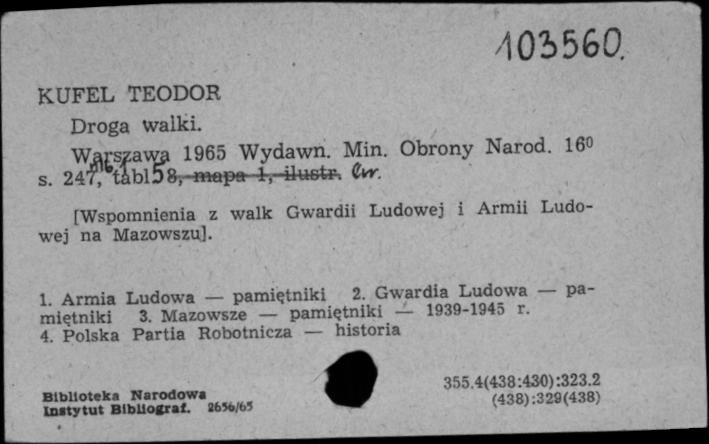 103560.
KUFEL TEODOR
Droga walki.
Warszawa 1965 Wydawn. Min. Obrony Narod. 16⁰
s. 247, nlb. 1 tabl. 58, mapa 1, ilustr.
[Wspomnienia z walk Gwardii Ludowej i Armii Ludo-
wej na Mazowszu].
1. Armia Ludowa — pamiętniki 2. Gwardia Ludowa — pa-
miętniki 3. Mazowsze — pamiętniki — 1939-1945 r.
4. Polska Partia Robotnicza — historia
Biblioteka Narodowa
Instytut Bibliograf. 2656/65
355.4(438:430):323.2
(438):329(438)